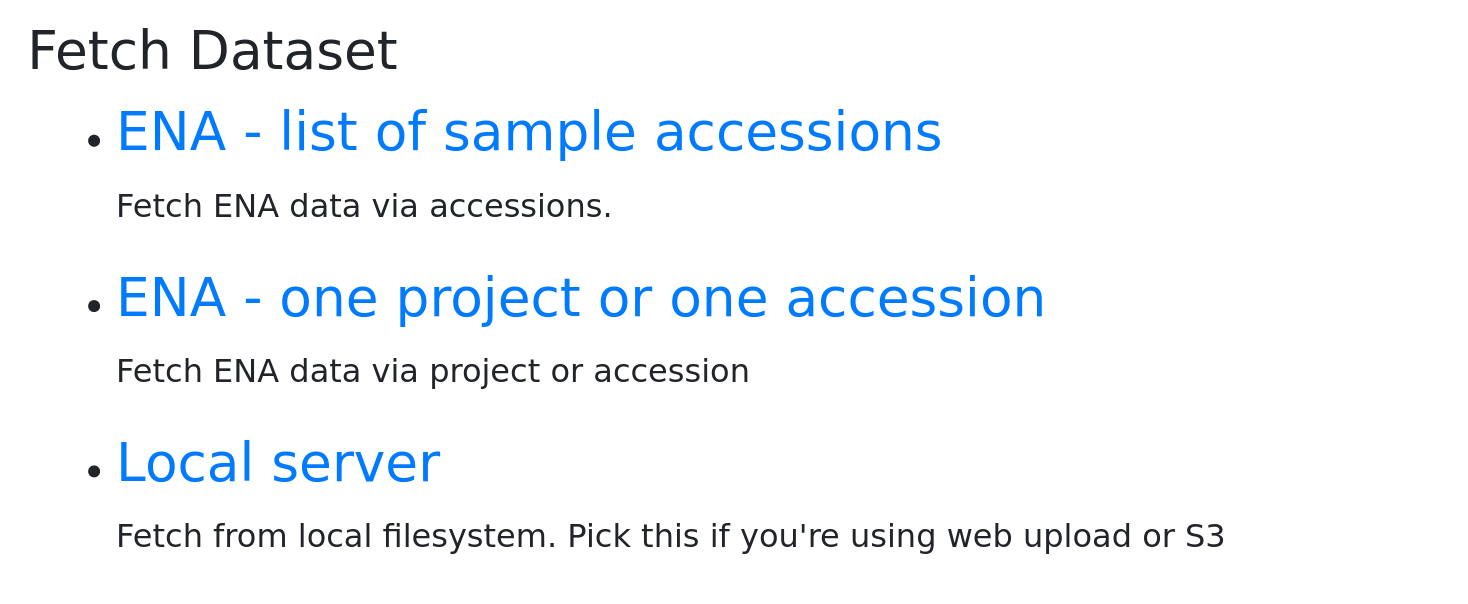 Fetch Dataset
• ENA - list of sample accessions
Fetch ENA data via accessions.
• ENA - one project or one accession
Fetch ENA data via project or accession
• Local server
Fetch from local filesystem. Pick this if you're using web upload or S3